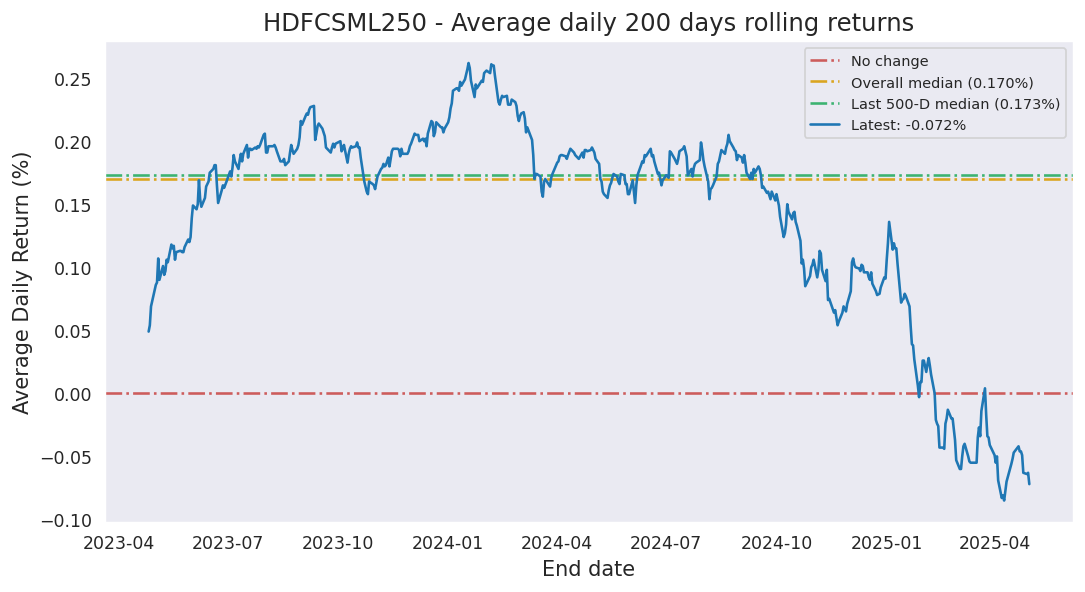 HDFCSML250 - Average daily 200 days rolling returns
No change
Overall median (0.170%)
Last 500-D median (0.173%)
Latest: -0.072%
Average Daily Return (%)
0.25
0.20
0.15
0.10
0.05
0.00
−0.05
−0.10
2023-04 2023-07 2023-10 2024-01 2024-04 2024-07 2024-10 2025-01 2025-04
End date